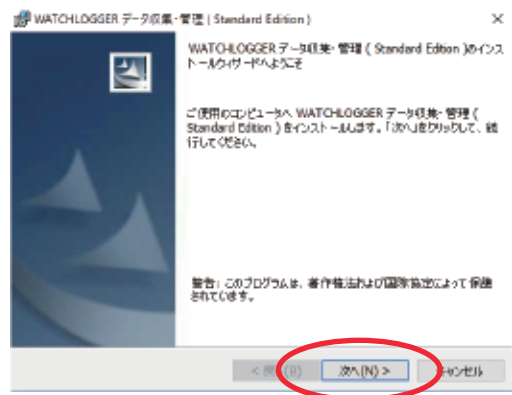 WATCHLOGGER データ収集・管理 ( Standard Edition )
WATCHLOGGER データ収集・管理 ( Standard Edition )のインス
トールウィザードへようこそ
ご使用のコンピュータへ WATCHLOGGER データ収集・管理 (
Standard Edition ) をインストールします。「次へ」をクリックして、続
行してください。
警告: このプログラムは、著作権法および国際協定によって保護
されています。
< 戻る(B)
次へ(N) >
キャンセル